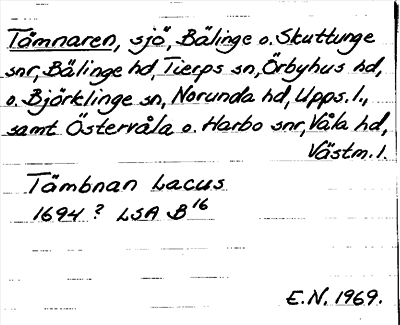 Tämnaren, sjö, Bälinge o. Skuttunge
snr, Bälinge hd, Tierps sn, Örbyhus hd,
o. Björklinge sn, Norunda hd, Upps. l.,
samt Östervåla o. Harbo snr, Våla hd,
Västm. l.
Tämbnan Lacus
1694? LSA B16
E.N. 1969.